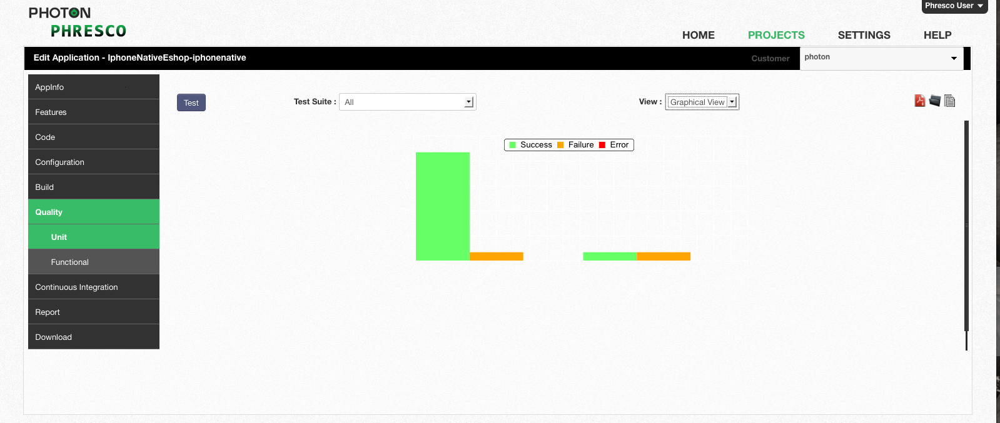 PHOTON
PHRESCO
Phresco User
HOME PROJECTS SETTINGS HELP
Edit Application - IphoneNativeEshop-iphonenative
Customer photon
AppInfo
Features
Code
Configuration
Build
Quality
Unit
Functional
Continuous Integration
Report
Download
Test
Test Suite : All
View : Graphical View
Success Failure Error